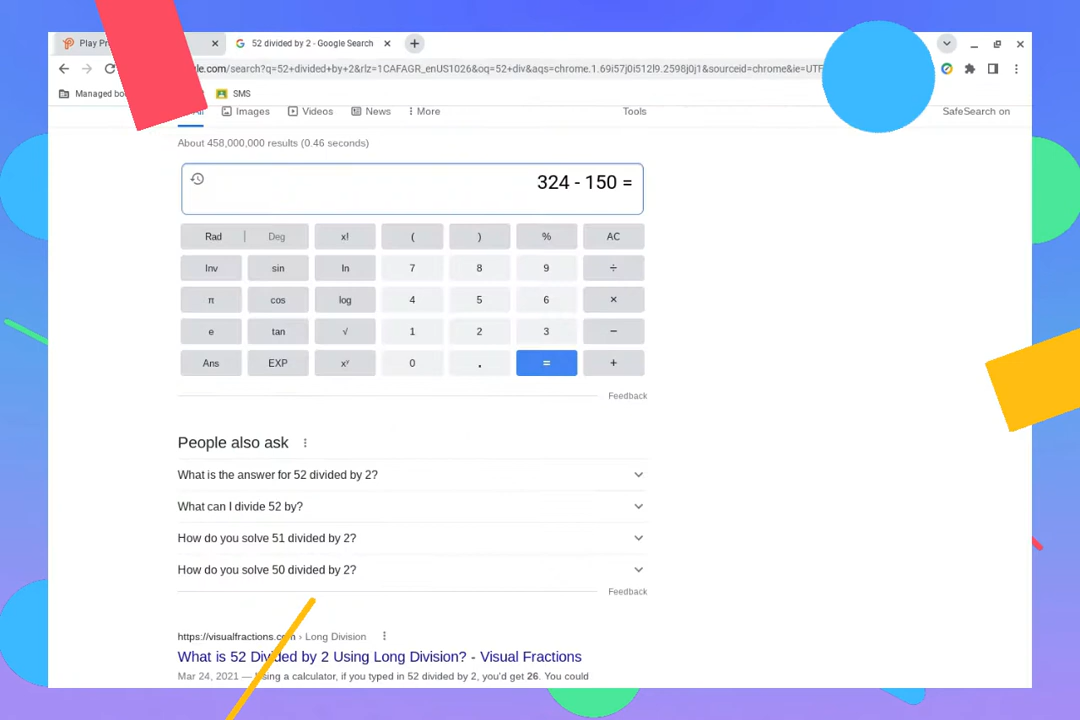 Play Pr
52 divided by 2 - Google Search
le.com/search?q=52+divided+by+2&rlz=1CAFAGR_enUS1026&oq=52+div&aqs=chrome.1.69i57j0i512l9.2598j0j1&sourceid=chrome&ie=UTF
Managed SMS
Images Videos News More Tools SafeSearch on
About 458,000,000 results (0.46 seconds)
324 - 150 =
Rad | Deg x! ( ) % AC
Inv sin ln 7 8 9 ÷
π cos log 4 5 6 ×
e tan √ 1 2 3 −
Ans EXP xʸ 0 . = +
Feedback
People also ask
What is the answer for 52 divided by 2?
What can I divide 52 by?
How do you solve 51 divided by 2?
How do you solve 50 divided by 2?
Feedback
https://visualfractions.com › Long Division
What is 52 Divided by 2 Using Long Division? - Visual Fractions
Mar 24, 2021 — Using a calculator, if you typed in 52 divided by 2, you'd get 26. You could